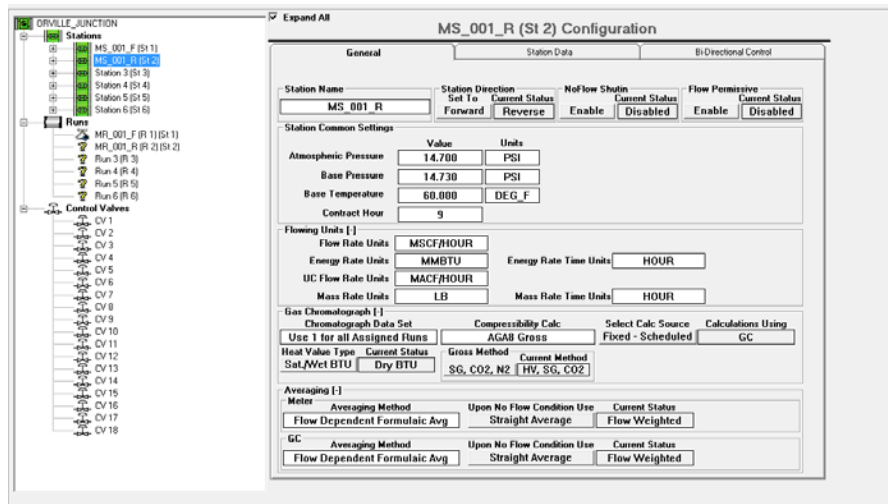 ORVILLE_JUNCTION
Stations
MS_001_F (St 1)
MS_001_R (St 2)
Station 3 (St 3)
Station 4 (St 4)
Station 5 (St 5)
Station 6 (St 6)
Runs
MR_001_F (R 1) (St 1)
MR_001_R (R 2) (St 2)
Run 3 (R 3)
Run 4 (R 4)
Run 5 (R 5)
Run 6 (R 6)
Control Valves
CV 1
CV 2
CV 3
CV 4
CV 5
CV 6
CV 7
CV 8
CV 9
CV 10
CV 11
CV 12
CV 13
CV 14
CV 15
CV 16
CV 17
CV 18
Expand All
MS_001_R (St 2) Configuration
General Station Data Bi-Directional Control
Station Name Station Direction NoFlow Shutin Flow Permissive
Set To Current Status Current Status Current Status
MS_001_R Forward Reverse Enable Disabled Enable Disabled
Station Common Settings
Value Units
Atmospheric Pressure 14.700 PSI
Base Pressure 14.730 PSI
Base Temperature 60.000 DEG_F
Contract Hour 9
Flowing Units [-]
Flow Rate Units MSCF/HOUR
Energy Rate Units MMBTU Energy Rate Time Units HOUR
UC Flow Rate Units MACF/HOUR
Mass Rate Units LB Mass Rate Time Units HOUR
Gas Chromatograph [-]
Chromatograph Data Set Compressibility Calc Select Calc Source Calculations Using
Use 1 for all Assigned Runs AGA8 Gross Fixed - Scheduled GC
Heat Value Type Current Status Gross Method Current Method
Sat./Wet BTU Dry BTU SG, CO2, N2 HV, SG, CO2
Averaging [-]
Meter
Averaging Method Upon No Flow Condition Use Current Status
Flow Dependent Formulaic Avg Straight Average Flow Weighted
GC
Averaging Method Upon No Flow Condition Use Current Status
Flow Dependent Formulaic Avg Straight Average Flow Weighted